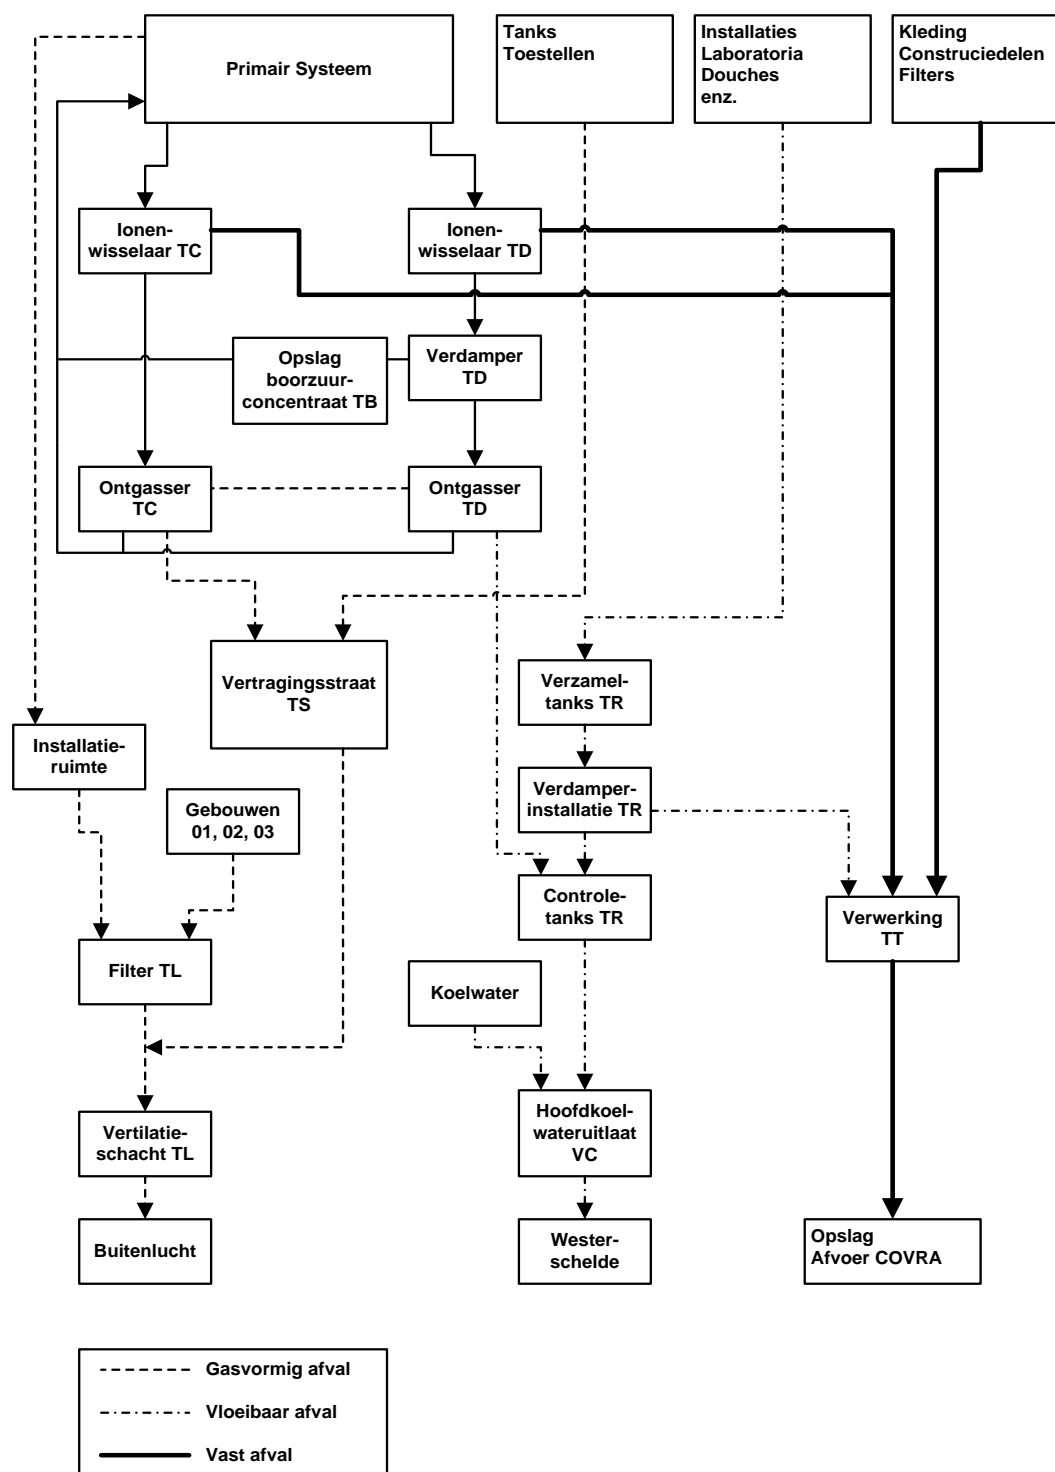 Primair Systeem
Tanks
Toestellen
Installaties
Laboratoria
Douches
enz.
Kleding
Construciedelen
Filters
Ionen-
wisselaar TC
Ionen-
wisselaar TD
Opslag
boorzuur-
concentraat TB
Verdamper
TD
Ontgasser
TC
Ontgasser
TD
Vertragingsstraat
TS
Verzamel-
tanks TR
Installatie-
ruimte
Gebouwen
01, 02, 03
Verdamper-
installatie TR
Controle-
tanks TR
Verwerking
TT
Filter TL
Koelwater
Vertilatie-
schacht TL
Hoofdkoel-
wateruitlaat
VC
Buitenlucht
Wester-
schelde
Opslag
Afvoer COVRA
Gasvormig afval
Vloeibaar afval
Vast afval